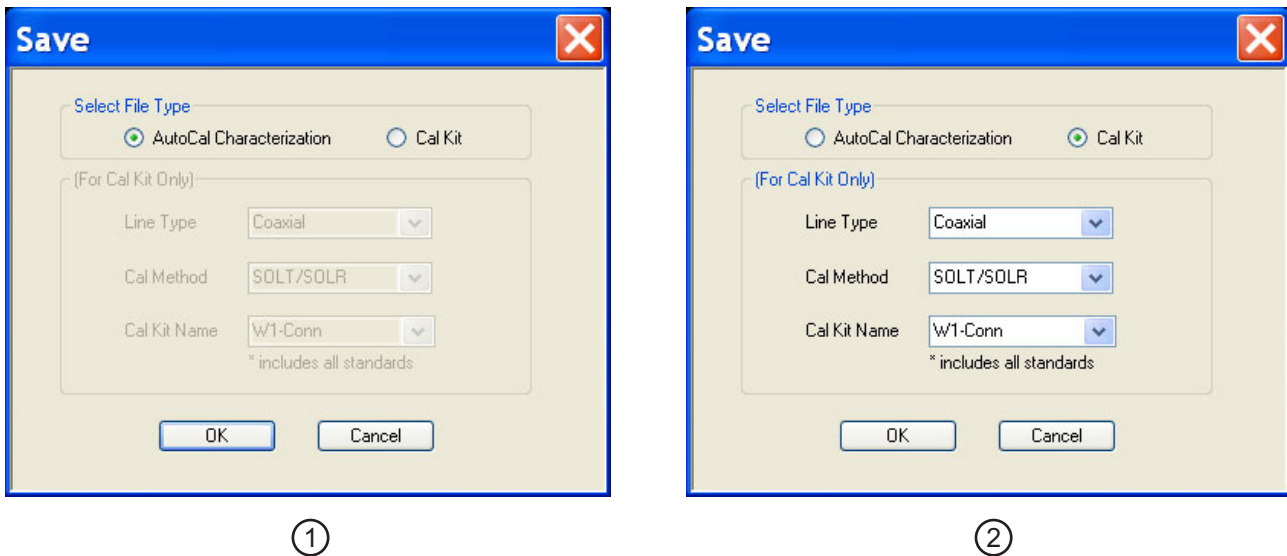 Save
Select File Type
AutoCal Characterization Cal Kit
(For Cal Kit Only)
Line Type Coaxial
Cal Method SOLT/SOLR
Cal Kit Name W1-Conn
* includes all standards
OK Cancel
1
Save
Select File Type
AutoCal Characterization Cal Kit
(For Cal Kit Only)
Line Type Coaxial
Cal Method SOLT/SOLR
Cal Kit Name W1-Conn
* includes all standards
OK Cancel
2